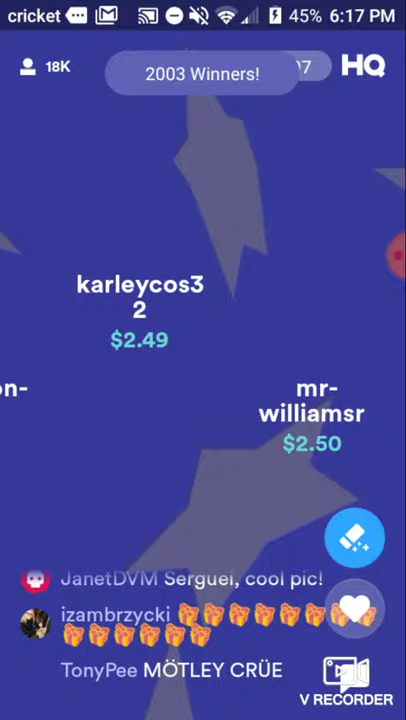 cricket 45% 6:17 PM
18K 2003 Winners! 07 HQ
karleycos3
2
$2.49
on-
mr-
williamsr
$2.50
JanetDVM Serguei, cool pic!
izambrzycki
TonyPee MÖTLEY CRÜE
V RECORDER